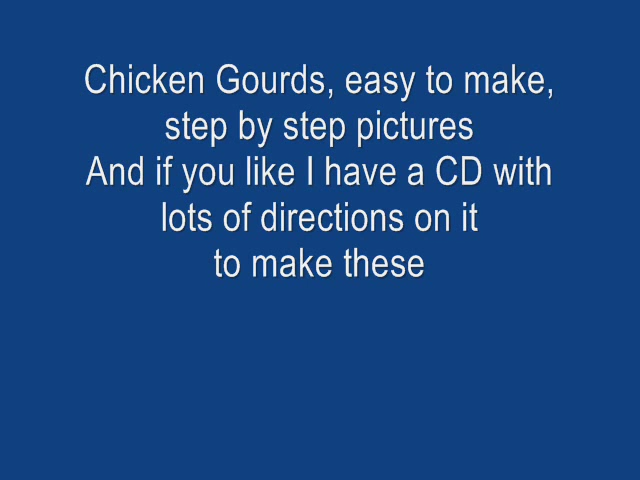 Chicken Gourds, easy to make,
step by step pictures
And if you like I have a CD with
lots of directions on it
to make these